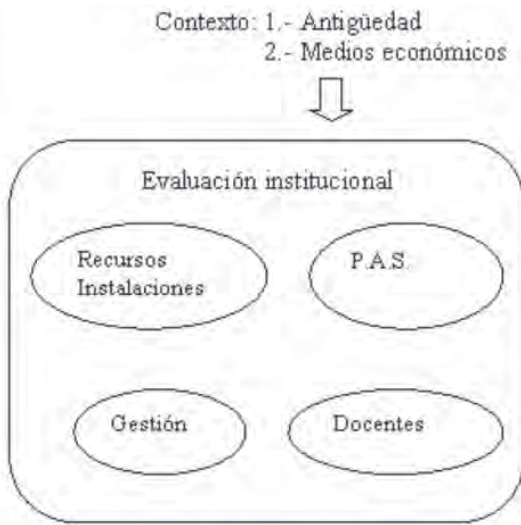 Contexto: 1.- Antigüedad
2.- Medios económicos
Evaluación institucional
Recursos
Instalaciones
P.A.S.
Gestión
Docentes